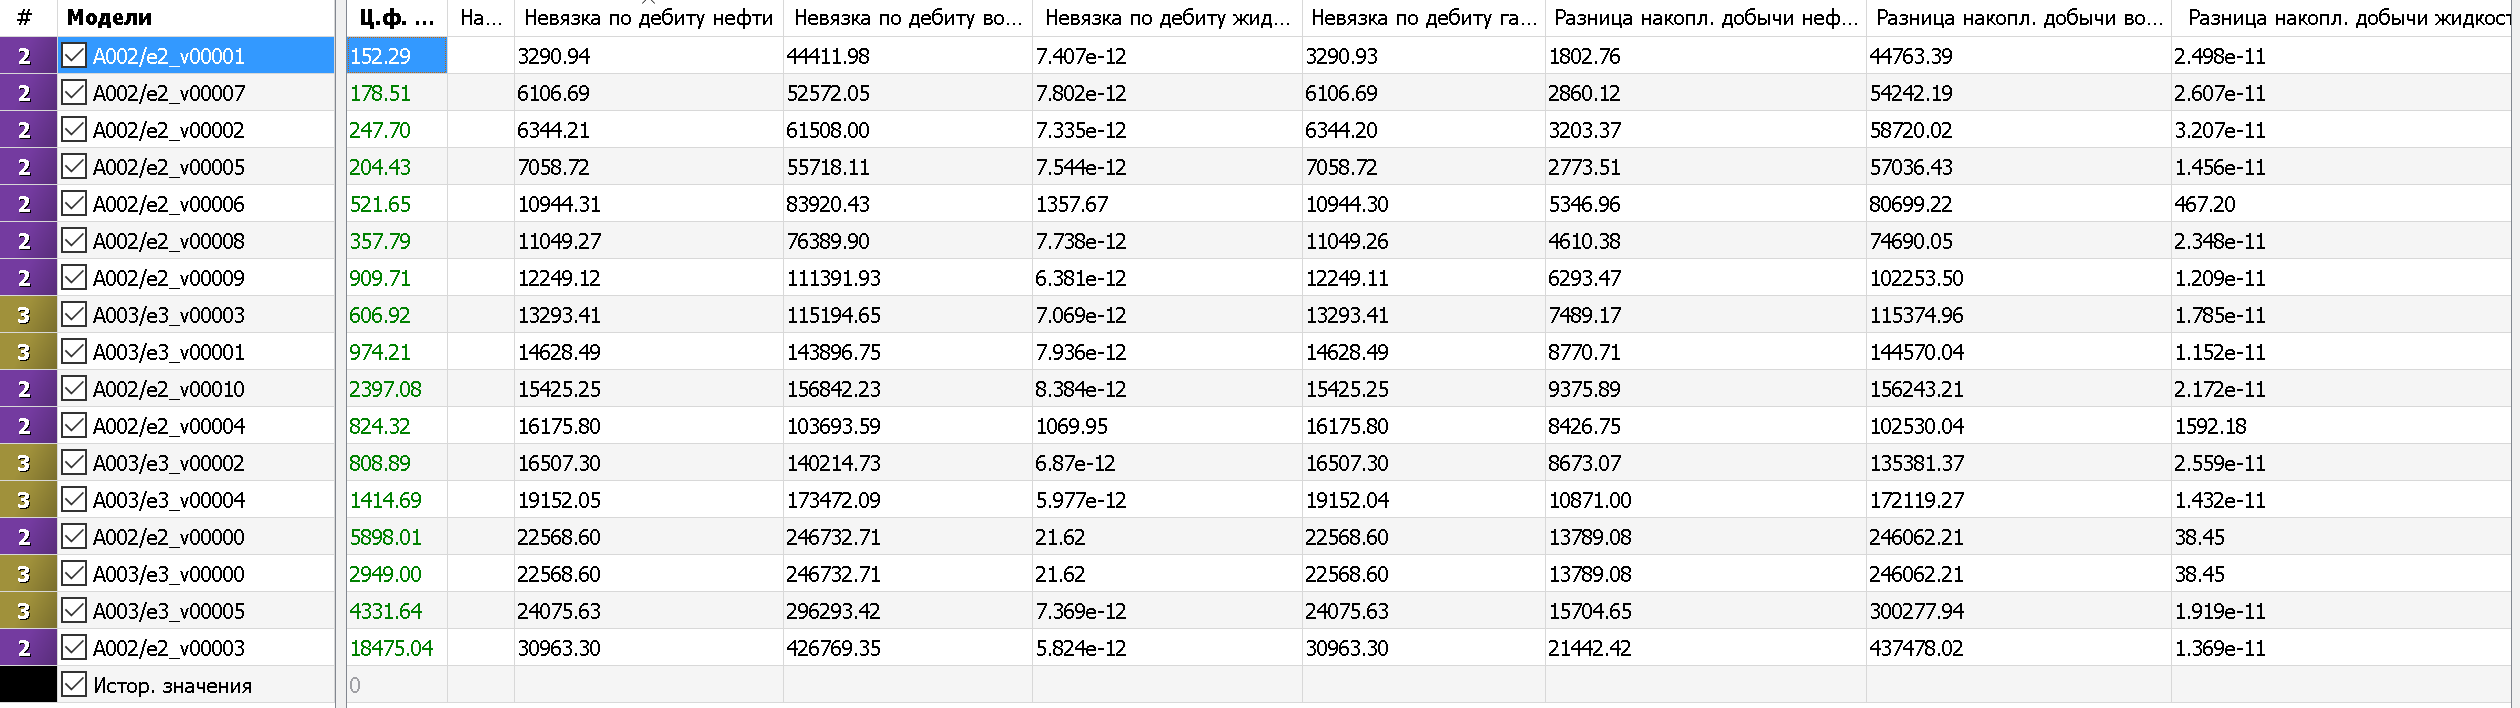 # Модели Ц.ф. ... На... Невязка по дебиту нефти Невязка по дебиту во... Невязка по дебиту жид... Невязка по дебиту га... Разница накопл. добычи неф... Разница накопл. добычи во... Разница накопл. добычи жидкост
2 A002/e2_v00001 152.29 3290.94 44411.98 7.407e-12 3290.93 1802.76 44763.39 2.498e-11
2 A002/e2_v00007 178.51 6106.69 52572.05 7.802e-12 6106.69 2860.12 54242.19 2.607e-11
2 A002/e2_v00002 247.70 6344.21 61508.00 7.335e-12 6344.20 3203.37 58720.02 3.207e-11
2 A002/e2_v00005 204.43 7058.72 55718.11 7.544e-12 7058.72 2773.51 57036.43 1.456e-11
2 A002/e2_v00006 521.65 10944.31 83920.43 1357.67 10944.30 5346.96 80699.22 467.20
2 A002/e2_v00008 357.79 11049.27 76389.90 7.738e-12 11049.26 4610.38 74690.05 2.348e-11
2 A002/e2_v00009 909.71 12249.12 111391.93 6.381e-12 12249.11 6293.47 102253.50 1.209e-11
3 A003/e3_v00003 606.92 13293.41 115194.65 7.069e-12 13293.41 7489.17 115374.96 1.785e-11
3 A003/e3_v00001 974.21 14628.49 143896.75 7.936e-12 14628.49 8770.71 144570.04 1.152e-11
2 A002/e2_v00010 2397.08 15425.25 156842.23 8.384e-12 15425.25 9375.89 156243.21 2.172e-11
2 A002/e2_v00004 824.32 16175.80 103693.59 1069.95 16175.80 8426.75 102530.04 1592.18
3 A003/e3_v00002 808.89 16507.30 140214.73 6.87e-12 16507.30 8673.07 135381.37 2.559e-11
3 A003/e3_v00004 1414.69 19152.05 173472.09 5.977e-12 19152.04 10871.00 172119.27 1.432e-11
2 A002/e2_v00000 5898.01 22568.60 246732.71 21.62 22568.60 13789.08 246062.21 38.45
3 A003/e3_v00000 2949.00 22568.60 246732.71 21.62 22568.60 13789.08 246062.21 38.45
3 A003/e3_v00005 4331.64 24075.63 296293.42 7.369e-12 24075.63 15704.65 300277.94 1.919e-11
2 A002/e2_v00003 18475.04 30963.30 426769.35 5.824e-12 30963.30 21442.42 437478.02 1.369e-11
Истор. значения 0